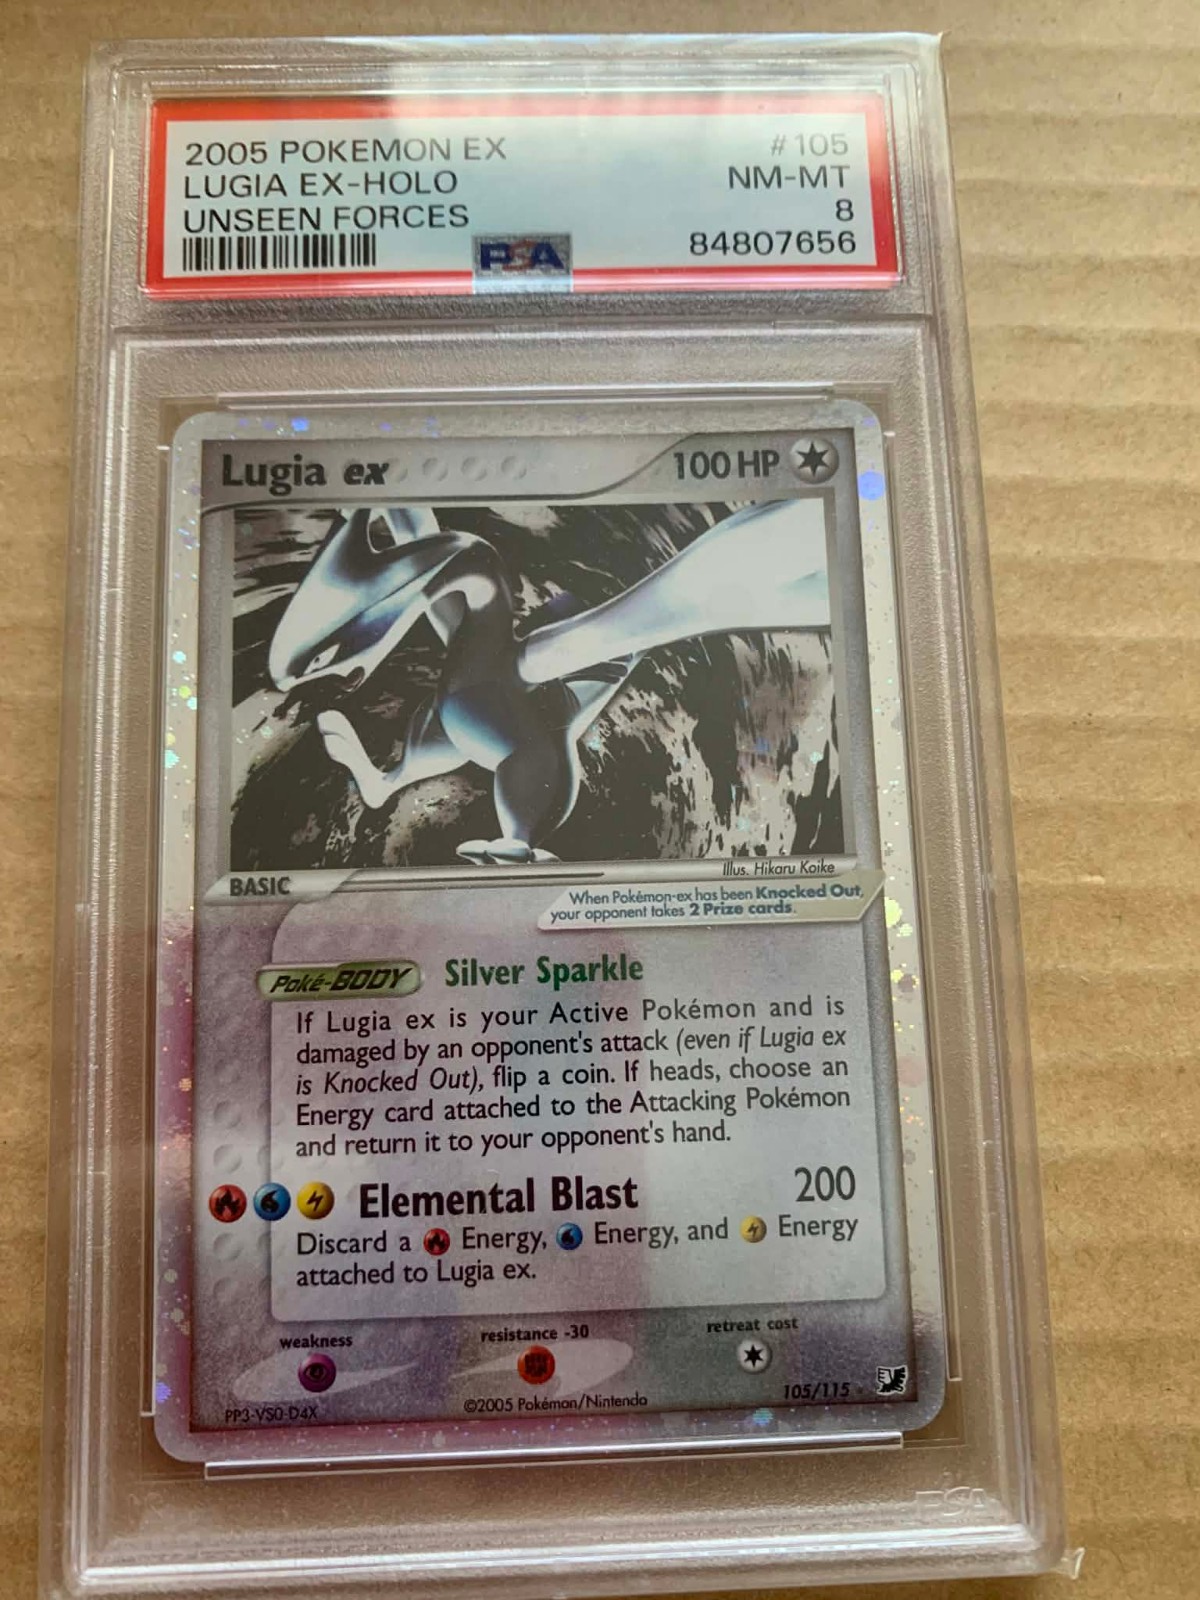 2005 POKEMON EX
#105
LUGIA EX-HOLO
NM-MT
UNSEEN FORCES
8
PSA
84807656
Lugia ex
100 HP
Illus. Hikaru Koike
BASIC
When Pokémon-ex has been Knocked Out,
your opponent takes 2 Prize cards.
Poké-BODY Silver Sparkle
If Lugia ex is your Active Pokémon and is
damaged by an opponent's attack (even if Lugia ex
is Knocked Out), flip a coin. If heads, choose an
Energy card attached to the Attacking Pokémon
and return it to your opponent's hand.
Elemental Blast 200
Discard a Energy, Energy, and Energy
attached to Lugia ex.
weakness
resistance -30
retreat cost
PP3-VS0-D4X
©2005 Pokémon/Nintendo
105/115
PSA